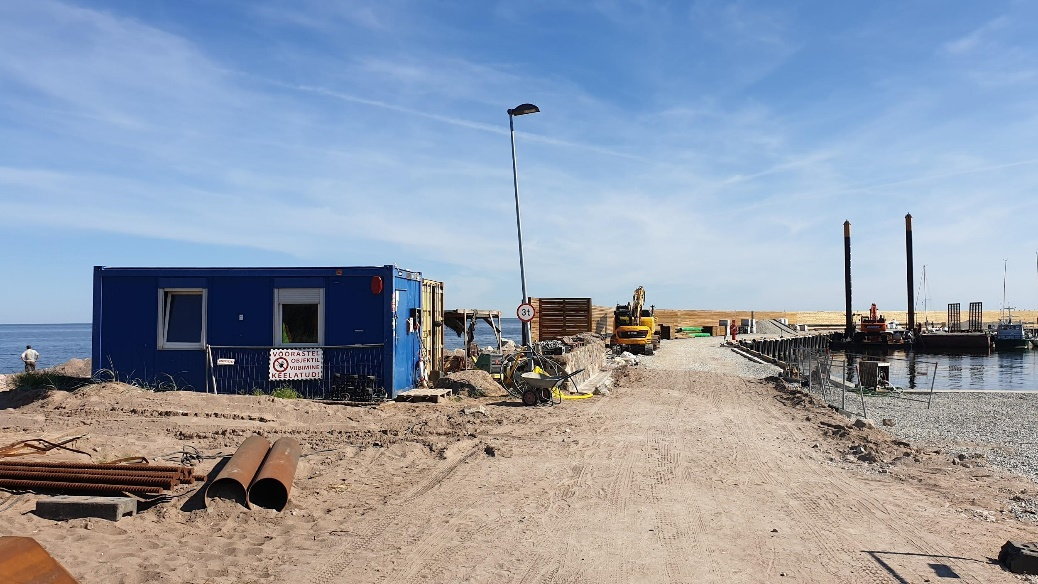 VÕÕRASTEL
OBJEKTIL
VIIBIMINE
KEELATUD!
3t